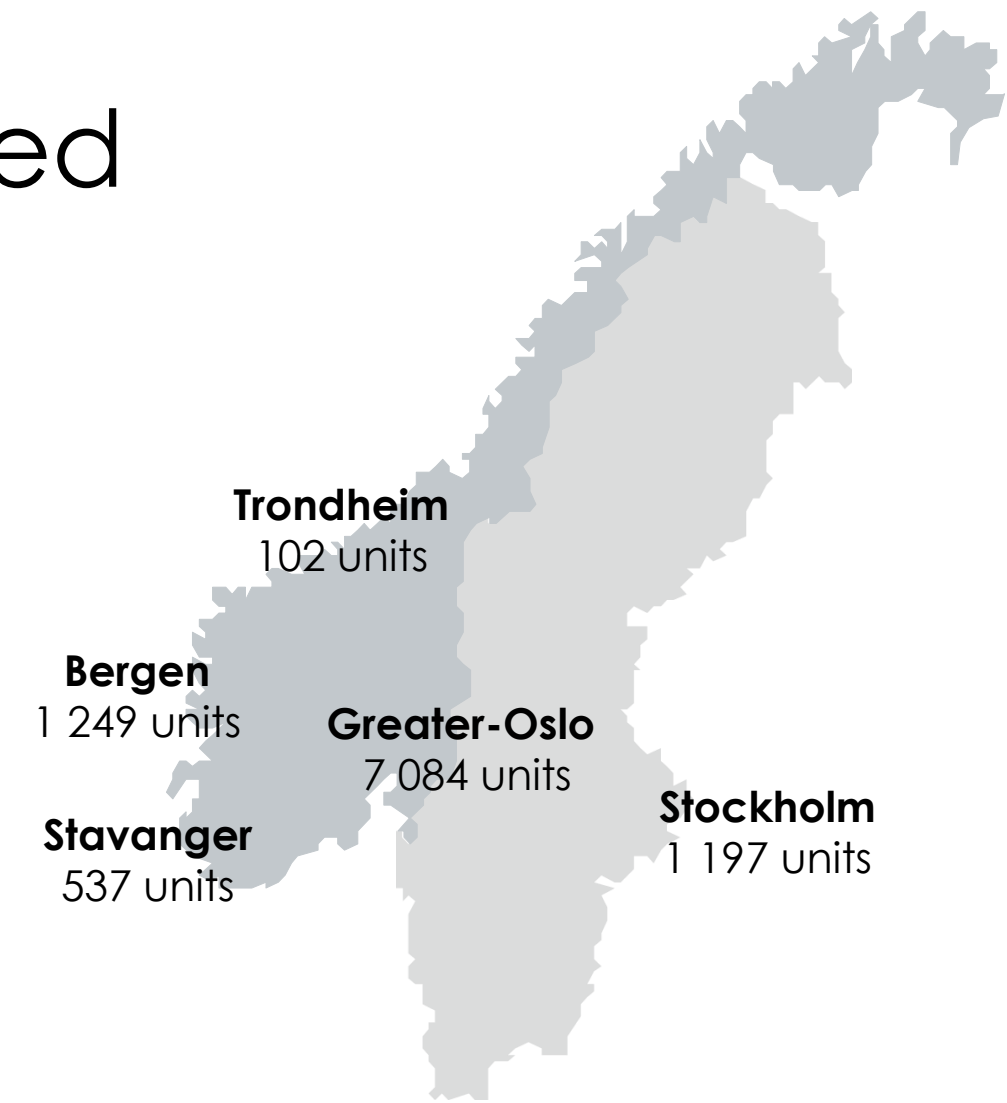 ed
Trondheim
102 units
Bergen
1 249 units
Greater-Oslo
7 084 units
Stockholm
1 197 units
Stavanger
537 units